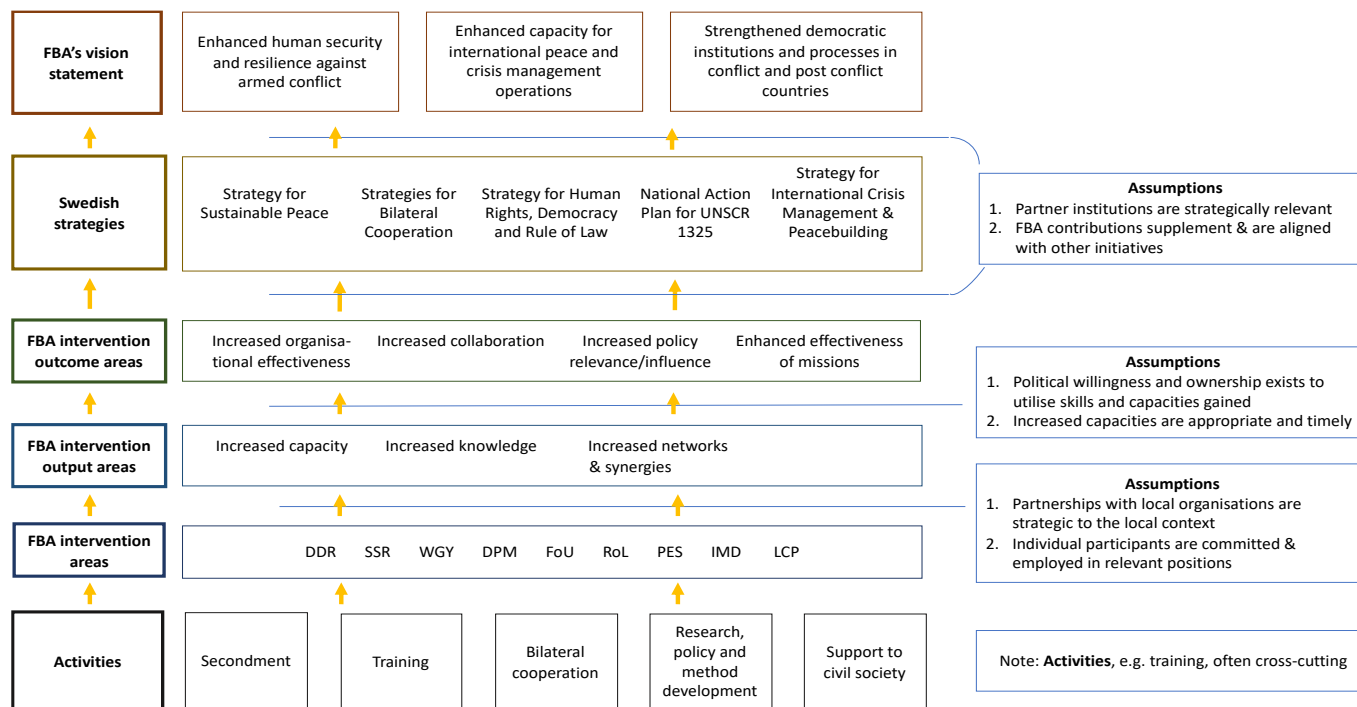 FBA's vision
statement
Enhanced human security
and resilience against
armed conflict
Enhanced capacity for
international peace and
crisis management
operations
Strengthened democratic
institutions and processes in
conflict and post conflict
countries
Swedish
strategies
Strategy for
Sustainable Peace
Strategies for
Bilateral
Cooperation
Strategy for Human
Rights, Democracy
and Rule of Law
National Action
Plan for UNSCR
1325
Strategy for
International Crisis
Management &
Peacebuilding
Assumptions
1. Partner institutions are strategically relevant
2. FBA contributions supplement & are aligned
with other initiatives
FBA intervention
outcome areas
Increased organisa-
tional effectiveness
Increased collaboration
Increased policy
relevance/influence
Enhanced effectiveness
of missions
Assumptions
1. Political willingness and ownership exists to
utilise skills and capacities gained
2. Increased capacities are appropriate and timely
FBA intervention
output areas
Increased capacity
Increased knowledge
Increased networks
& synergies
Assumptions
1. Partnerships with local organisations are
strategic to the local context
2. Individual participants are committed &
employed in relevant positions
FBA intervention
areas
DDR SSR WGY DPM FoU RoL PES IMD LCP
Activities
Secondment
Training
Bilateral
cooperation
Research,
policy and
method
development
Support to
civil society
Note: Activities, e.g. training, often cross-cutting